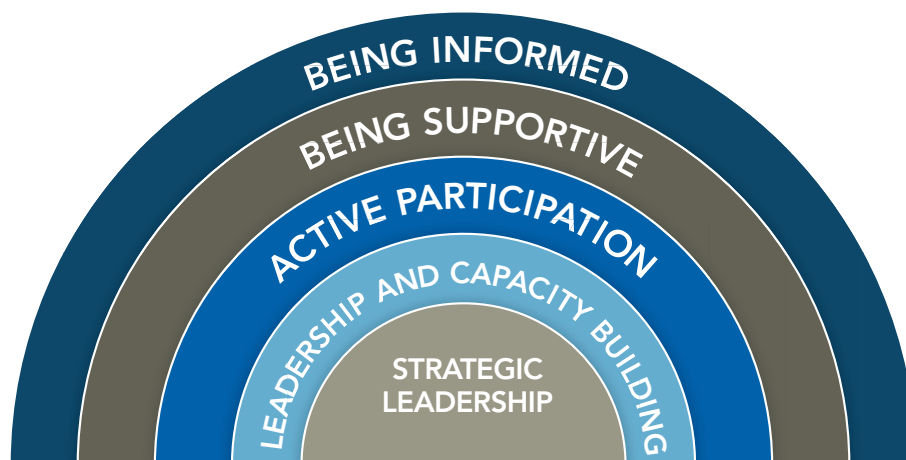 BEING INFORMED
BEING SUPPORTIVE
ACTIVE PARTICIPATION
LEADERSHIP AND CAPACITY BUILDING
STRATEGIC
LEADERSHIP